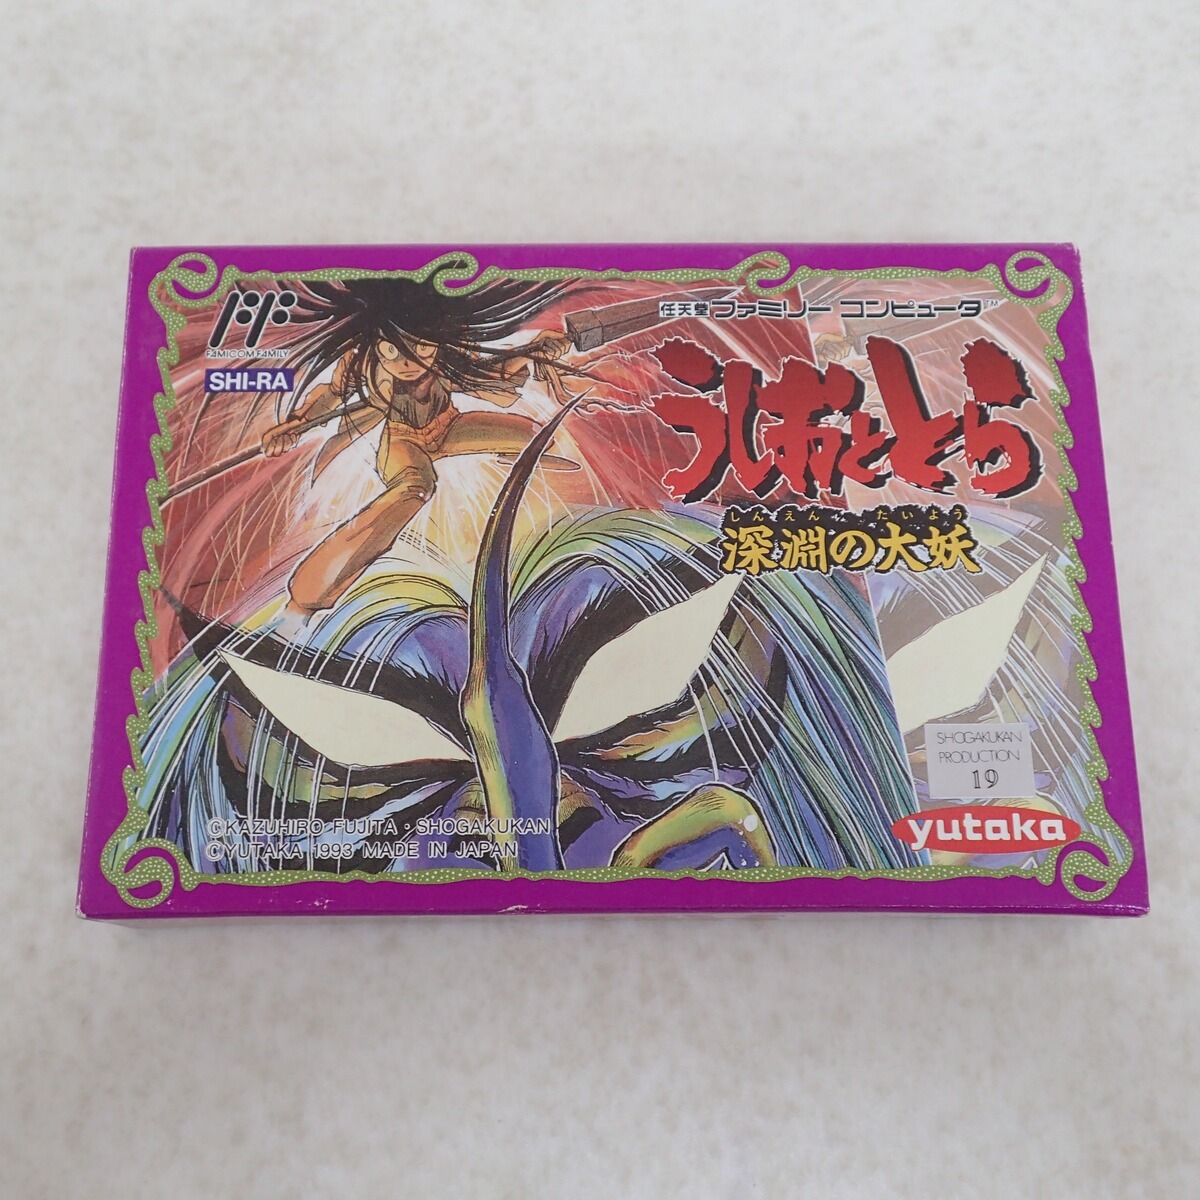 FAMICOM FAMILY
SHI-RA
任天堂 ファミリー コンピュータ™
うしおととら
しんえん たいよう
深淵の大妖
SHOGAKUKAN
PRODUCTION
19
yutaka
©KAZUHIRO FUJITA・SHOGAKUKAN
©YUTAKA 1993 MADE IN JAPAN